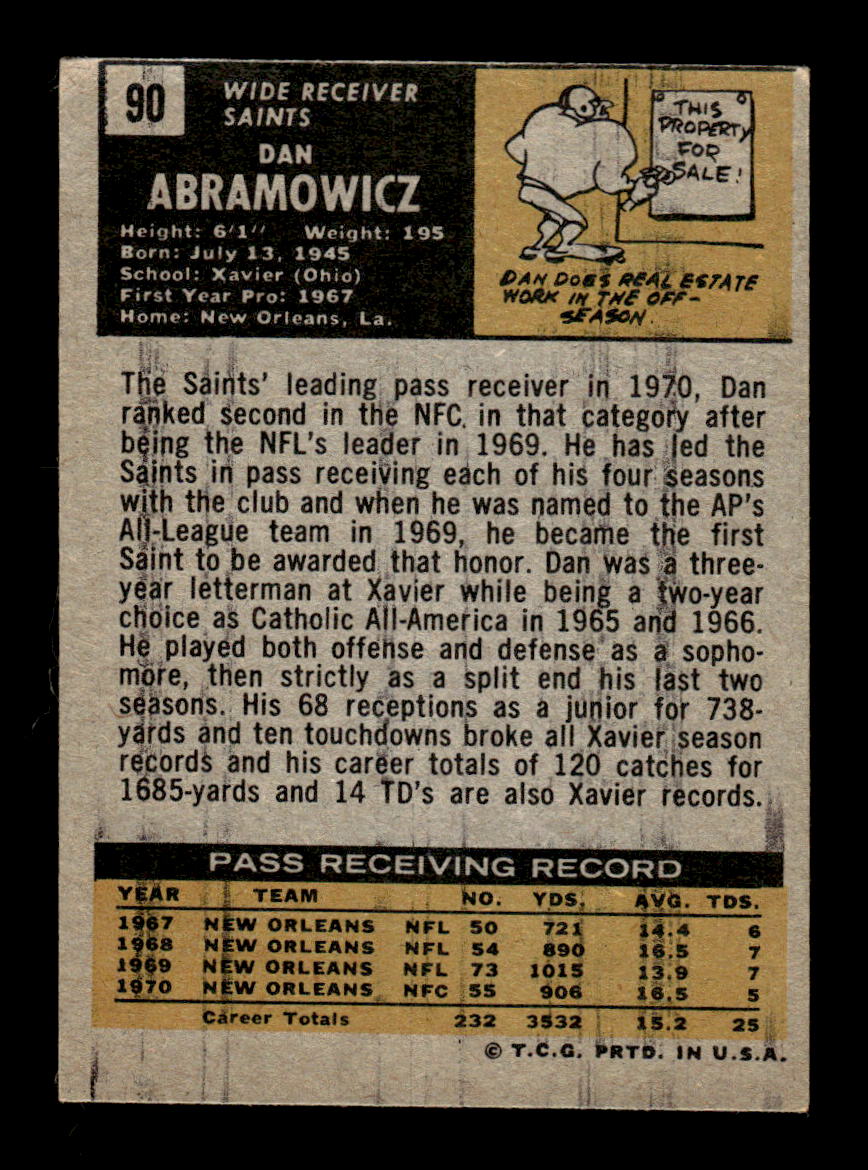 90
WIDE RECEIVER
SAINTS
DAN
ABRAMOWICZ
Height: 6'1'' Weight: 195
Born: July 13, 1945
School: Xavier (Ohio)
First Year Pro: 1967
Home: New Orleans, La.
THIS
PROPERTY
FOR
SALE!
DAN DOES REAL ESTATE
WORK IN THE OFF-
SEASON.
The Saints' leading pass receiver in 1970, Dan
ranked second in the NFC. in that category after
being the NFL's leader in 1969. He has led the
Saints in pass receiving each of his four seasons
with the club and when he was named to the AP's
All-League team in 1969, he became the first
Saint to be awarded that honor. Dan was a three-
year letterman at Xavier while being a two-year
choice as Catholic All-America in 1965 and 1966.
He played both offense and defense as a sopho-
more, then strictly as a split end his last two
seasons. His 68 receptions as a junior for 738-
yards and ten touchdowns broke all Xavier season
records and his career totals of 120 catches for
1685-yards and 14 TD's are also Xavier records.
PASS RECEIVING RECORD
YEAR TEAM NO. YDS. AVG. TDS.
1967 NEW ORLEANS NFL 50 721 14.4 6
1968 NEW ORLEANS NFL 54 890 16.5 7
1969 NEW ORLEANS NFL 73 1015 13.9 7
1970 NEW ORLEANS NFC 55 906 16.5 5
Career Totals 232 3532 15.2 25
© T.C.G. PRTD. IN U.S.A.